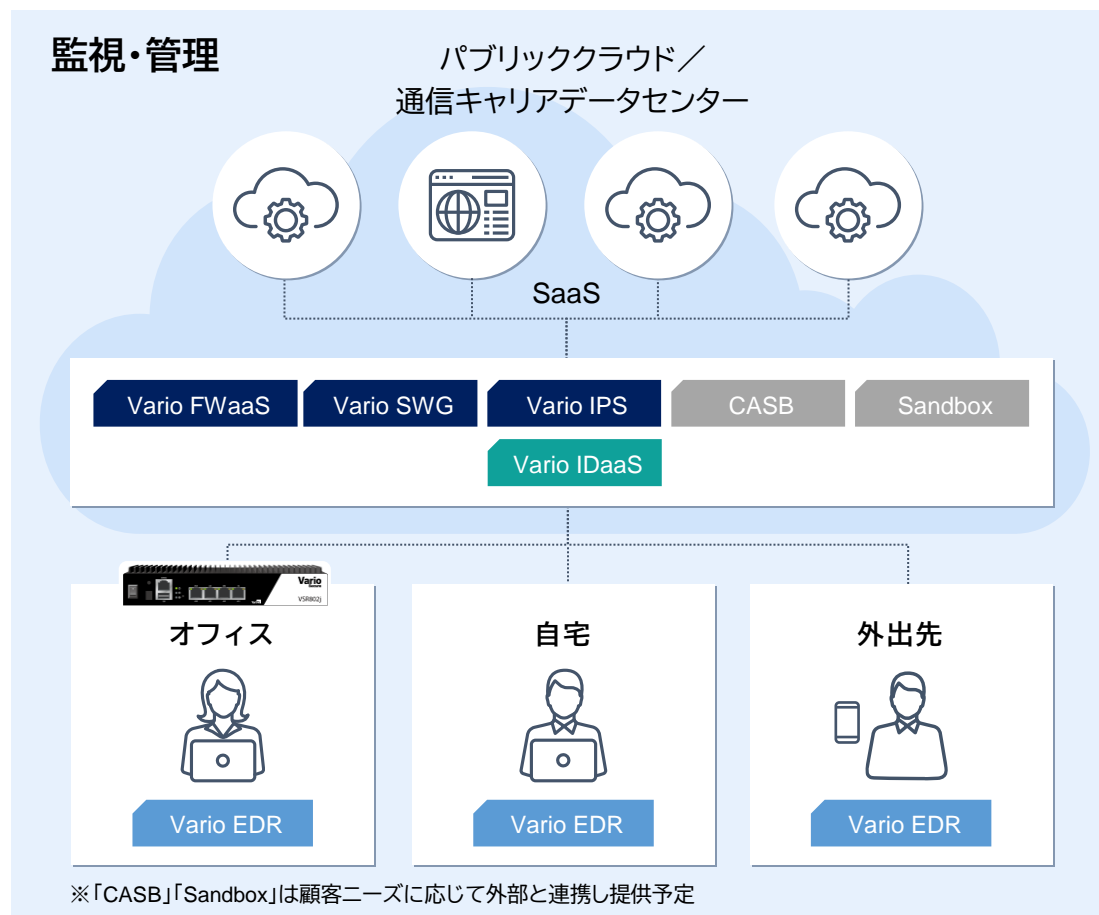 監視・管理
パブリッククラウド／
通信キャリアデータセンター
SaaS
Vario FWaaS
Vario SWG
Vario IPS
CASB
Sandbox
Vario IDaaS
Vario
VSR802j
オフィス
自宅
外出先
Vario EDR
Vario EDR
Vario EDR
※「CASB」「Sandbox」は顧客ニーズに応じて外部と連携し提供予定